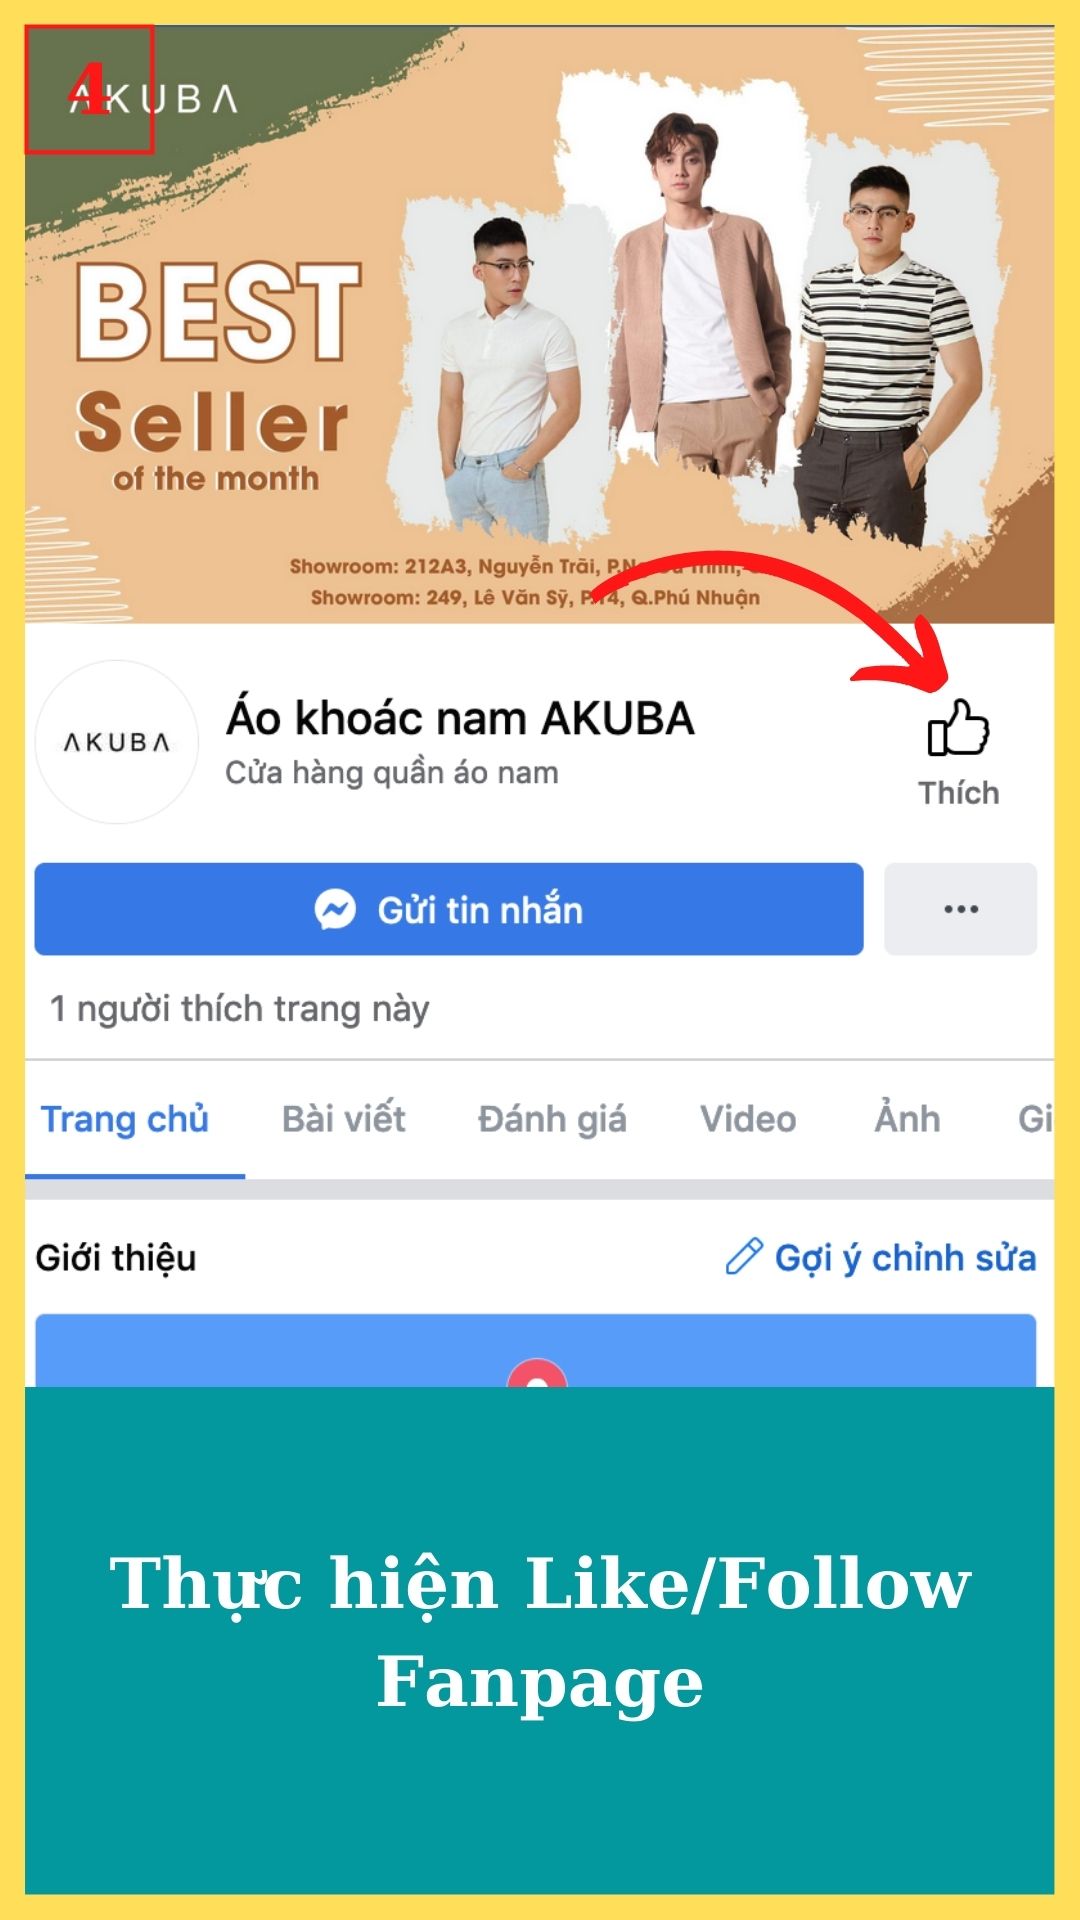 4
AKUBA
BEST
Seller
of the month
Showroom: 212A3, Nguyễn Trãi,
Showroom: 249, Lê Văn Sỹ, P.14, Q.Phú Nhuận
AKUBA
Áo khoác nam AKUBA
Cửa hàng quần áo nam
Thích
Gửi tin nhắn
1 người thích trang này
Trang chủ Bài viết Đánh giá Video Ảnh Gi
Giới thiệu Gợi ý chỉnh sửa
Thực hiện Like/Follow
Fanpage